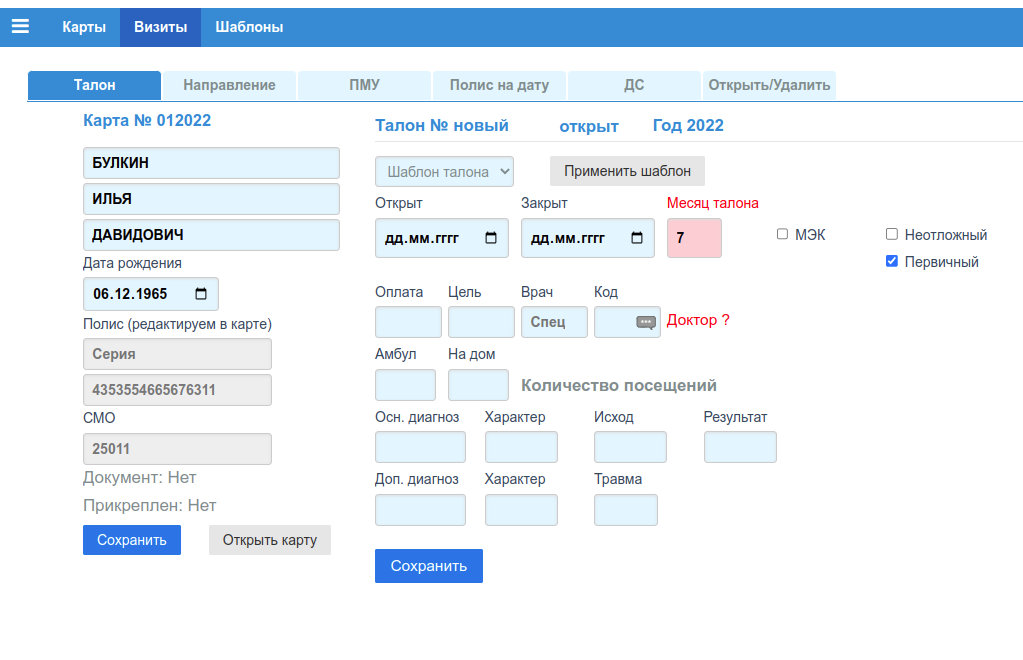 Карты Визиты Шаблоны
Талон Направление ПМУ Полис на дату ДС Открыть/Удалить
Карта № 012022
БУЛКИН
ИЛЬЯ
ДАВИДОВИЧ
Дата рождения
06.12.1965
Полис (редактируем в карте)
Серия
4353554665676311
СМО
25011
Документ: Нет
Прикреплен: Нет
Сохранить Открыть карту
Талон № новый открыт Год 2022
Шаблон талона Применить шаблон
Открыт Закрыт Месяц талона
дд.мм.гггг дд.мм.гггг 7 МЭК Неотложный
Первичный
Оплата Цель Врач Код
Спец Доктор ?
Амбул На дом
Количество посещений
Осн. диагноз Характер Исход Результат
Доп. диагноз Характер Травма
Сохранить